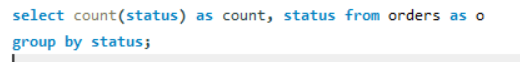 select count(status) as count, status from orders as o
group by status;